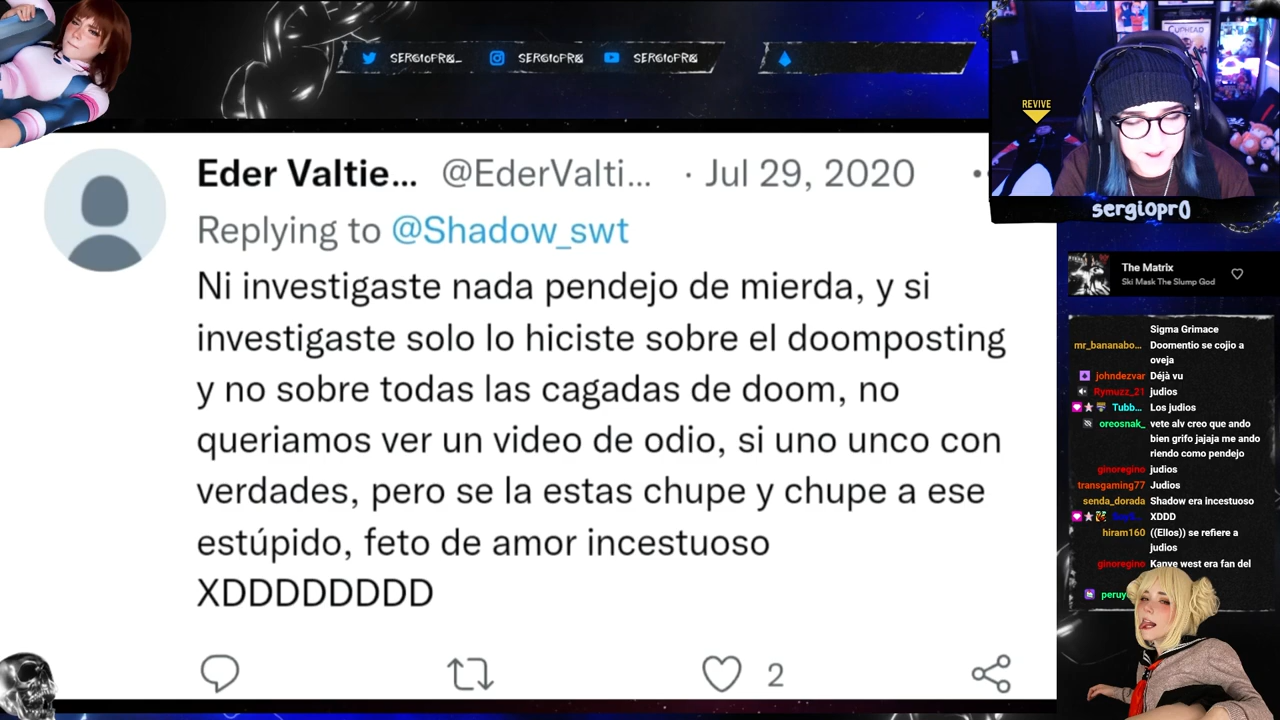 SERGIOPR0_
SERGIOPR0
SERGIOPR0
Eder Valtie... @EderValti... · Jul 29, 2020
Replying to @Shadow_swt
Ni investigaste nada pendejo de mierda, y si
investigaste solo lo hiciste sobre el doomposting
y no sobre todas las cagadas de doom, no
queriamos ver un video de odio, si uno unco con
verdades, pero se la estas chupe y chupe a ese
estúpido, feto de amor incestuoso
XDDDDDDDD
2
CUPHEAD
REVIVE
sergiopr0
The Matrix
Ski Mask The Slump God
Sigma Grimace
mr_bananabo... Doomentio se cojio a
oveja
johndezvar Déjà vu
Rymuzz_21 judios
Tubb... Los judios
oreosnak_ vete alv creo que ando
bien grifo jajaja me ando
riendo como pendejo
ginoregino judios
transgaming77 Judios
senda_dorada Shadow era incestuoso
XDDD
hiram160 ((Ellos)) se refiere a
judios
ginoregino Kanye west era fan del